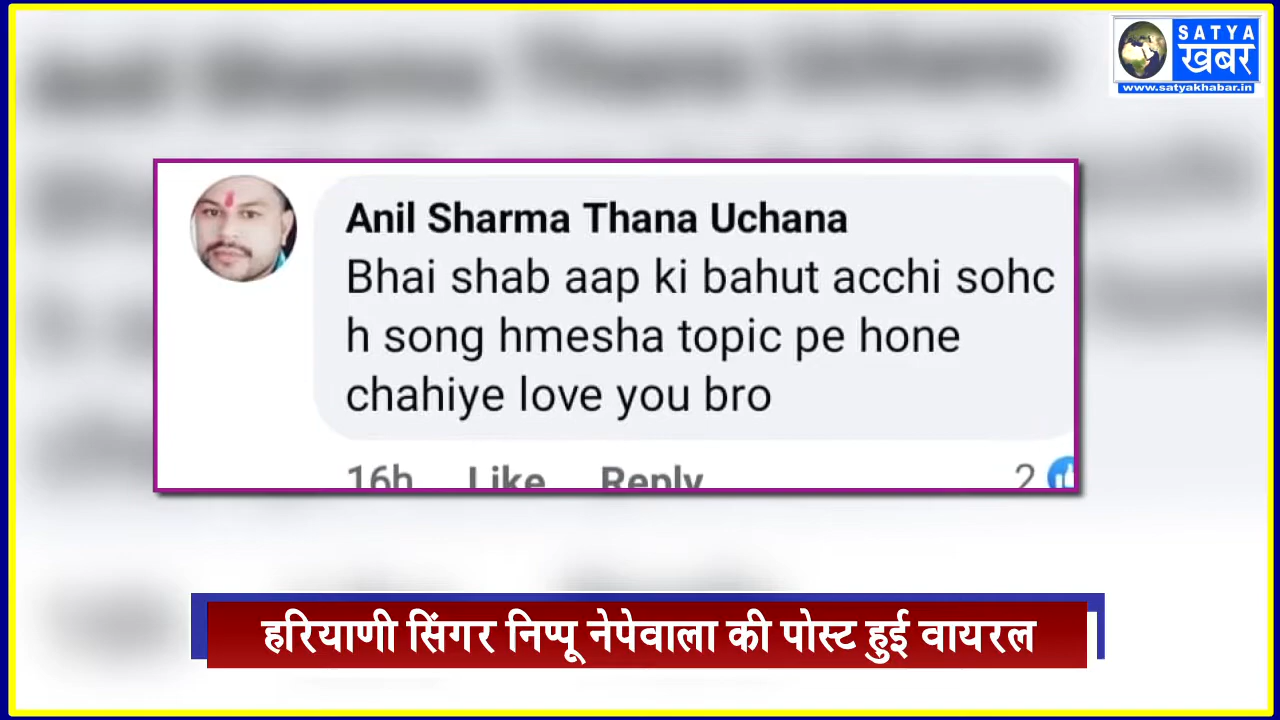 SATYA
खबर
www.satyakhabar.in
Anil Sharma Thana Uchana
Bhai shab aap ki bahut acchi sohc
h song hmesha topic pe hone
chahiye love you bro
16h Like Reply 2
हरियाणी सिंगर निप्पू नेपेवाला की पोस्ट हुई वायरल